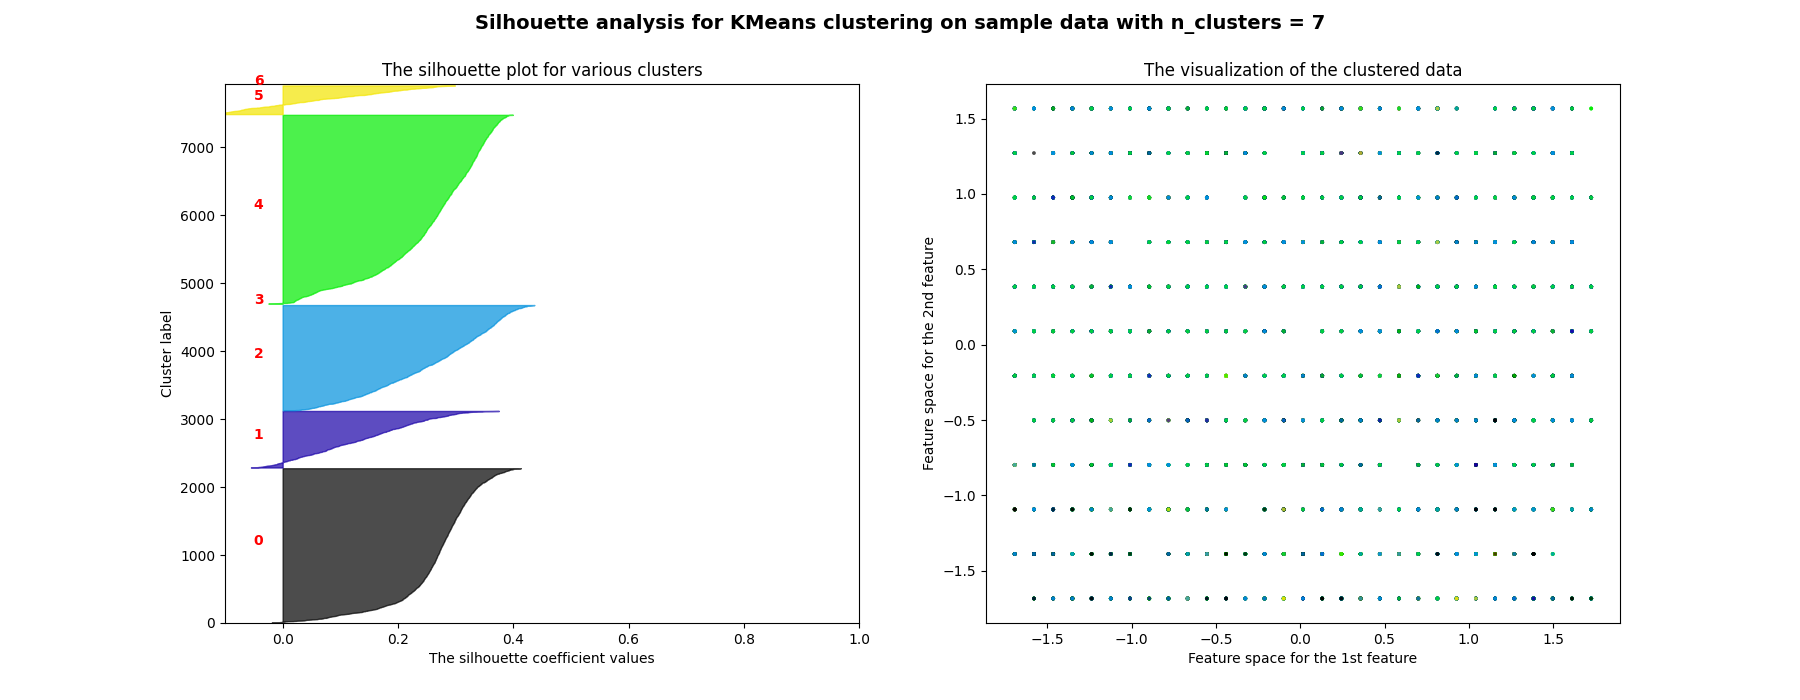 Silhouette analysis for KMeans clustering on sample data with n_clusters = 7
The silhouette plot for various clusters
6
5
4
3
2
1
0
7000
6000
5000
4000
3000
2000
1000
0
Cluster label
0.0 0.2 0.4 0.6 0.8 1.0
The silhouette coefficient values
The visualization of the clustered data
1.5
1.0
0.5
0.0
−0.5
−1.0
−1.5
Feature space for the 2nd feature
−1.5 −1.0 −0.5 0.0 0.5 1.0 1.5
Feature space for the 1st feature